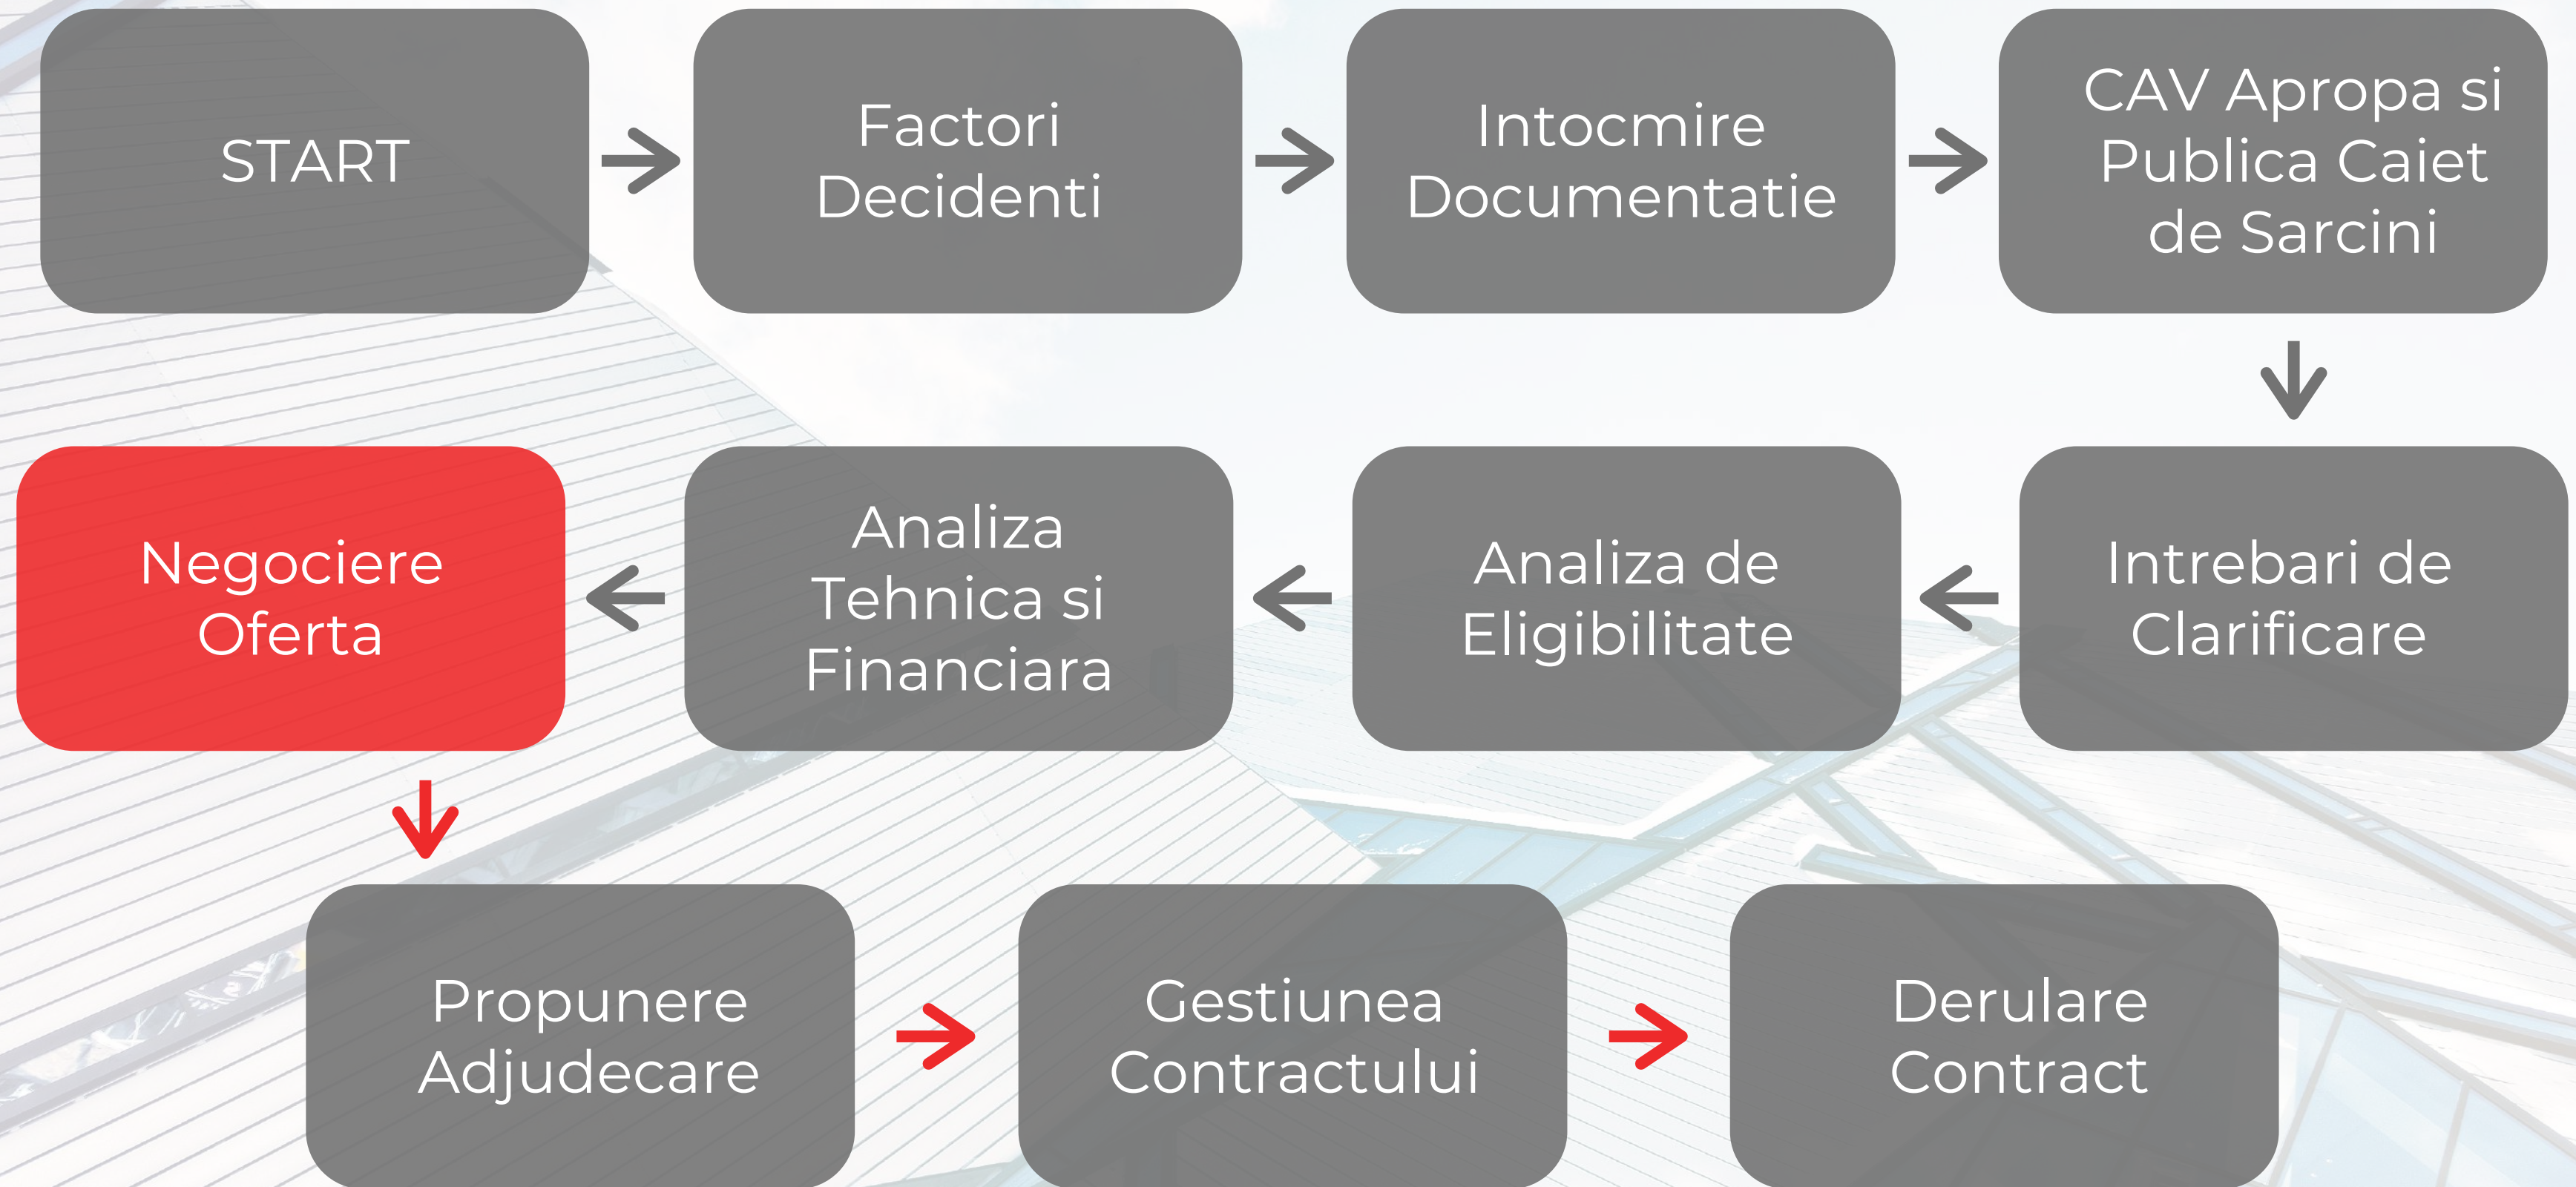 START
Factori
Decidenti
Intocmire
Documentatie
CAV Apropa si
Publica Caiet
de Sarcini
Intrebari de
Clarificare
Analiza de
Eligibilitate
Analiza
Tehnica si
Financiara
Negociere
Oferta
Propunere
Adjudecare
Gestiunea
Contractului
Derulare
Contract